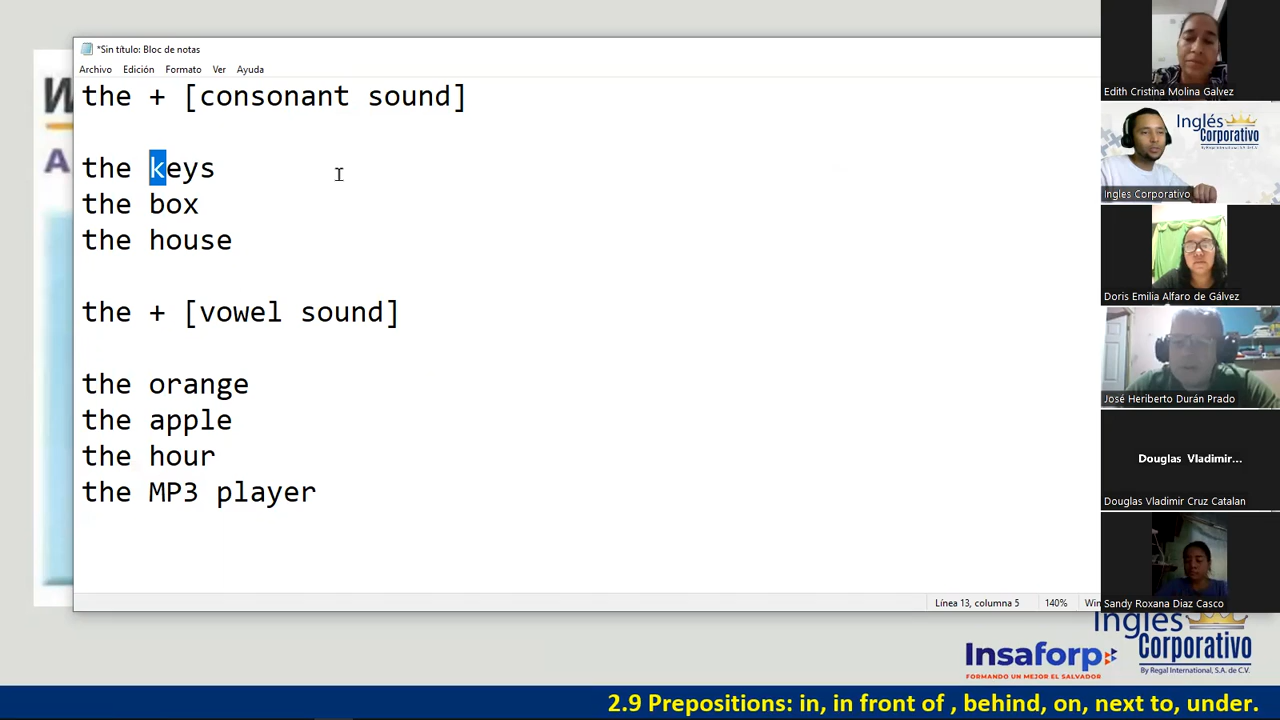 *Sin título: Bloc de notas
Archivo Edición Formato Ver Ayuda
the + [consonant sound]
the keys
the box
the house
the + [vowel sound]
the orange
the apple
the hour
the MP3 player
Línea 13, columna 5 140%
Edith Cristina Molina Galvez
Inglés
Corporativo
By Regal International, S.A. de C.V.
Ingles Corporativo
Doris Emilia Alfaro de Gálvez
José Heriberto Durán Prado
Douglas Vladimir...
Douglas Vladimir Cruz Catalan
Sandy Roxana Diaz Casco
Insaforp
FORMANDO UN MEJOR EL SALVADOR
Inglés
Corporativo
By Regal International, S.A. de C.V.
2.9 Prepositions: in, in front of , behind, on, next to, under.